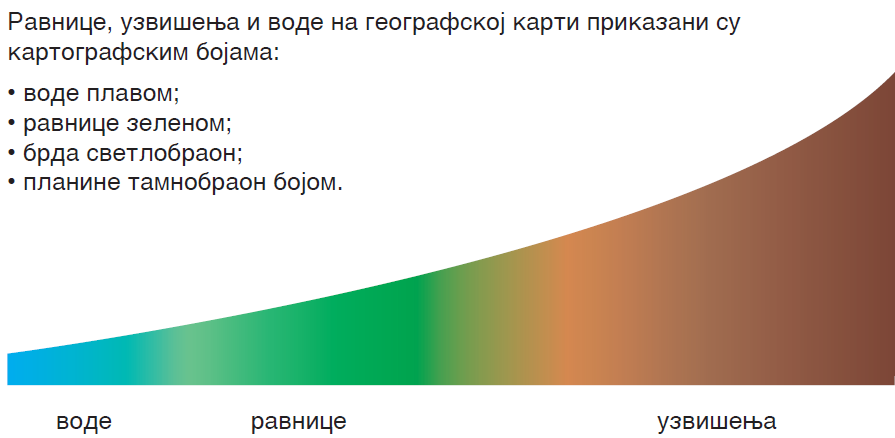 Равнице, узвишења и воде на географској карти приказани су
картографским бојама:
• воде плавом;
• равнице зеленом;
• брда светлобраон;
• планине тамнобраон бојом.
воде равнице узвишења